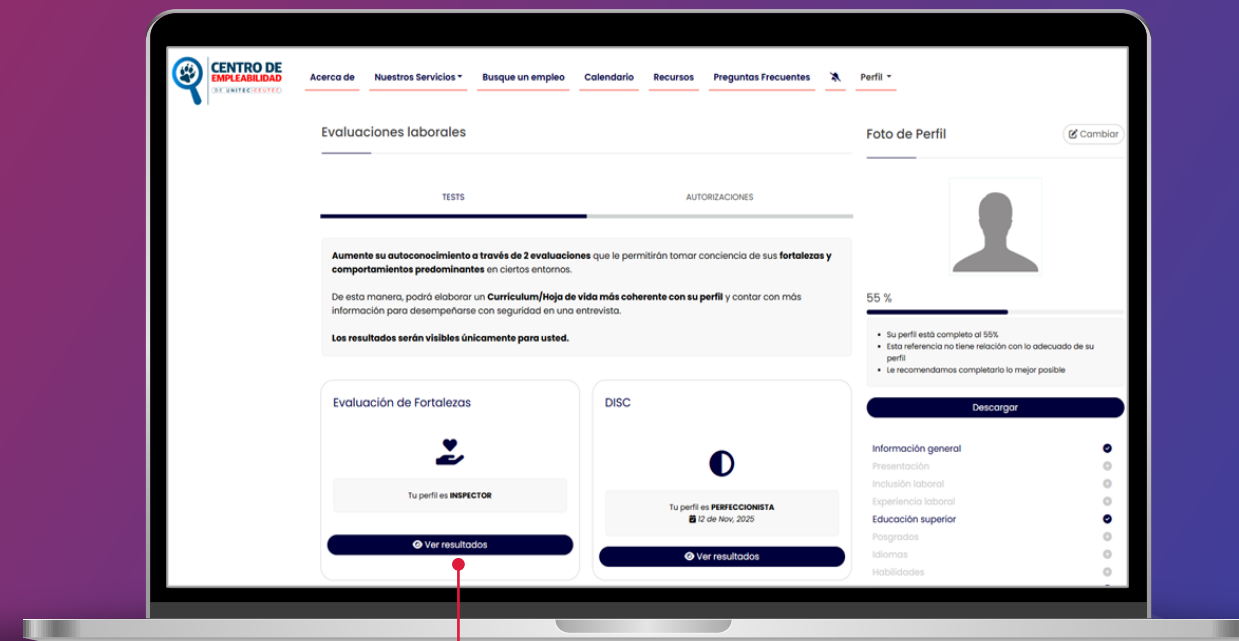 CENTRO DE
EMPLEABILIDAD
DE UNITEC|CEUTEC
Acerca de Nuestros Servicios Busque un empleo Calendario Recursos Preguntas Frecuentes Perfil
Evaluaciones laborales
TESTS AUTORIZACIONES
Aumente su autoconocimiento a través de 2 evaluaciones que le permitirán tomar conciencia de sus fortalezas y
comportamientos predominantes en ciertos entornos.
De esta manera, podrá elaborar un Currículum/Hoja de vida más coherente con su perfil y contar con más
información para desempeñarse con seguridad en una entrevista.
Los resultados serán visibles únicamente para usted.
Evaluación de Fortalezas
Tu perfil es INSPECTOR
Ver resultados
DISC
Tu perfil es PERFECCIONISTA
12 de Nov, 2025
Ver resultados
Foto de Perfil Cambiar
55 %
Su perfil está completo al 55%
Esta referencia no tiene relación con lo adecuado de su
perfil
Le recomendamos completarlo lo mejor posible
Descargar
Información general
Presentación
Inclusión laboral
Experiencia laboral
Educación superior
Posgrados
Idiomas
Habilidades